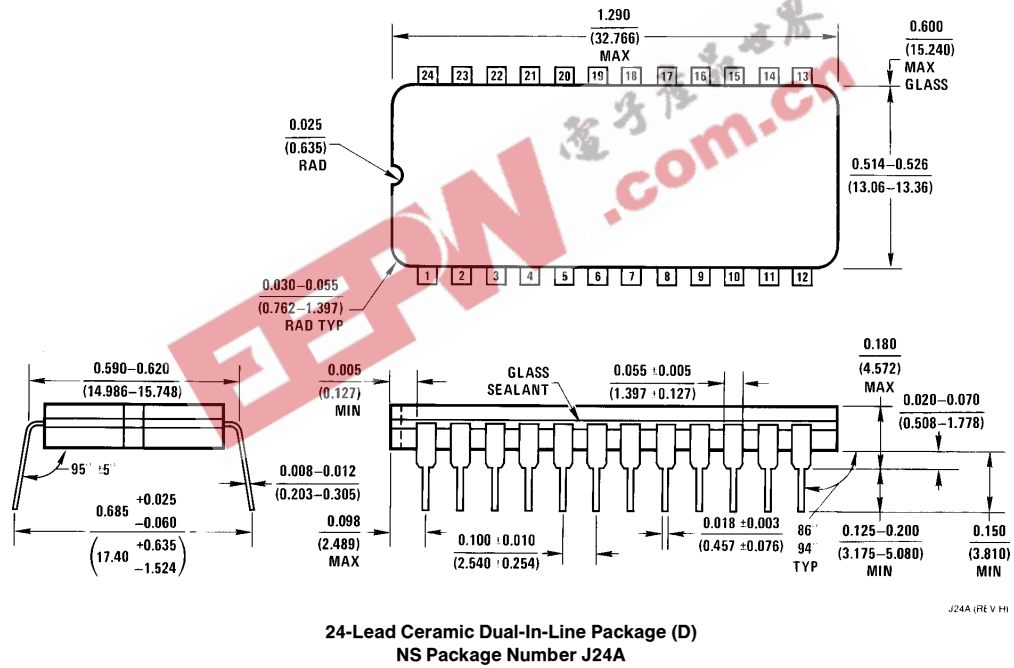 1.290
(32.766)
MAX
0.600
(15.240)
MAX
GLASS
24 23 22 21 20 19 18 17 16 15 14 13
0.025
(0.635)
RAD
0.514–0.526
(13.06–13.36)
電子產品世界
EEPW.com.cn
1 2 3 4 5 6 7 8 9 10 11 12
0.030–0.055
(0.762–1.397)
RAD TYP
0.590–0.620
(14.986–15.748)
0.005
(0.127)
MIN
GLASS
SEALANT
0.055 ±0.005
(1.397 ±0.127)
0.180
(4.572)
MAX
0.020–0.070
(0.508–1.778)
95° ±5°
0.008–0.012
(0.203–0.305)
0.685 +0.025
−0.060
(17.40 +0.635
−1.524)
0.098
(2.489)
MAX
0.100 ±0.010
(2.540 ±0.254)
0.018 ±0.003
(0.457 ±0.076)
86°
94°
TYP
0.125–0.200
(3.175–5.080)
MIN
0.150
(3.810)
MIN
J24A (REV H)
24-Lead Ceramic Dual-In-Line Package (D)
NS Package Number J24A